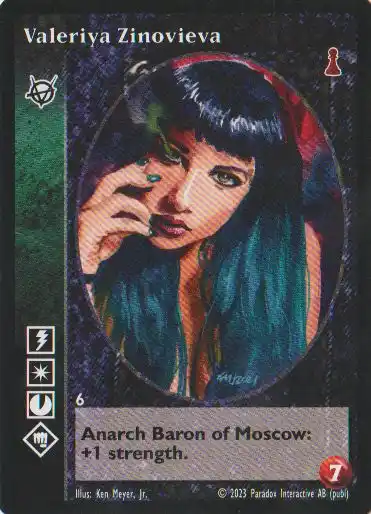 Valeriya Zinovieva
6
Anarch Baron of Moscow:
+1 strength.
7
Illus: Ken Meyer, Jr.
© 2023 Paradox Interactive AB (publ)